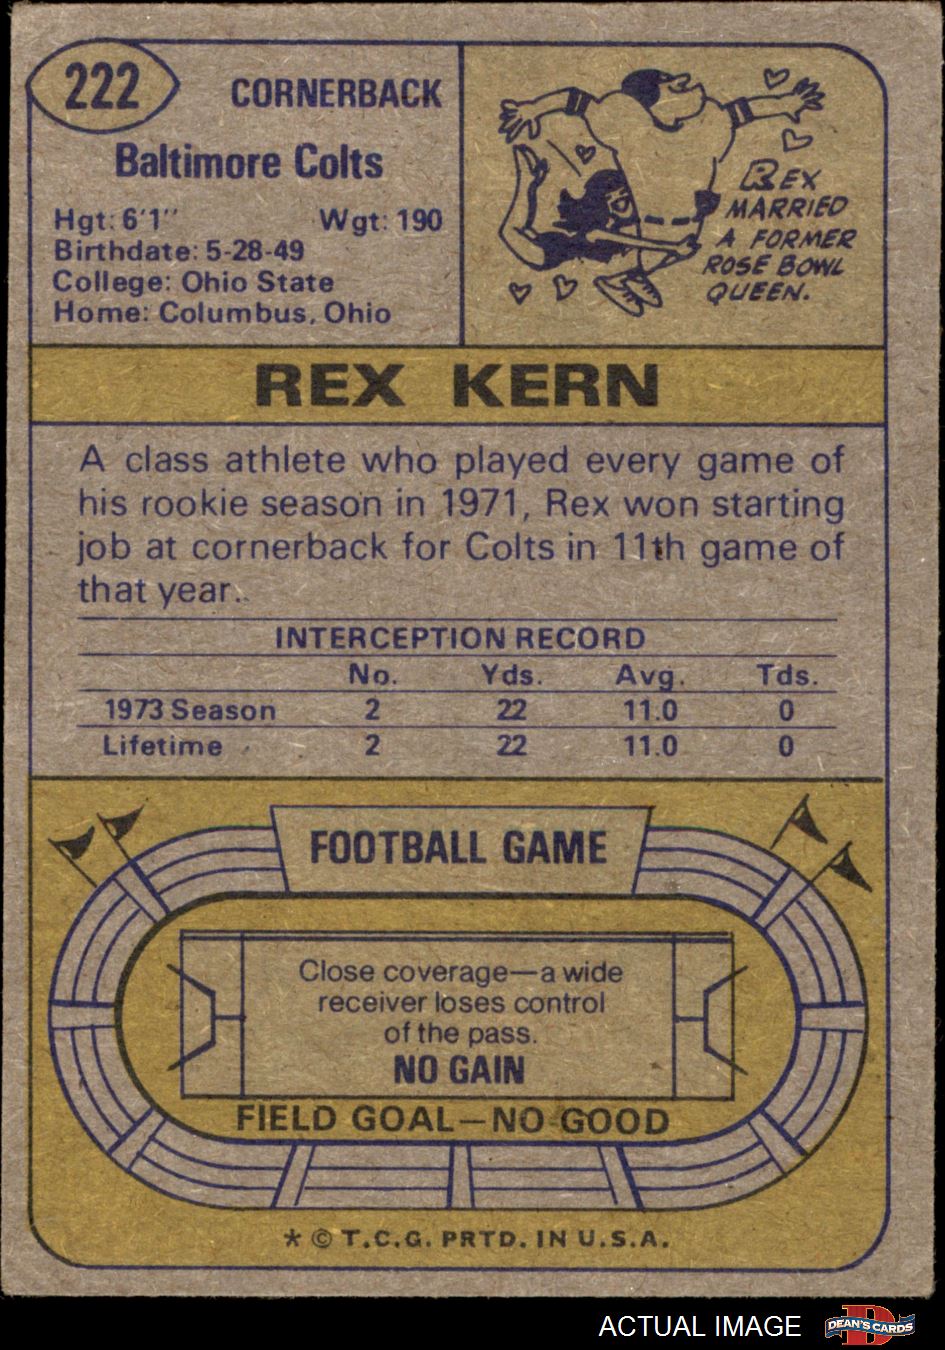 222
CORNERBACK
Baltimore Colts
Hgt: 6'1" Wgt: 190
Birthdate: 5-28-49
College: Ohio State
Home: Columbus, Ohio
REX
MARRIED
A FORMER
ROSE BOWL
QUEEN.
REX KERN
A class athlete who played every game of
his rookie season in 1971, Rex won starting
job at cornerback for Colts in 11th game of
that year..
INTERCEPTION RECORD
No. Yds. Avg. Tds.
1973 Season 2 22 11.0 0
Lifetime 2 22 11.0 0
FOOTBALL GAME
Close coverage—a wide
receiver loses control
of the pass.
NO GAIN
FIELD GOAL—NO GOOD
* © T.C.G. PRTD. IN U.S.A.
ACTUAL IMAGE
D
DEAN'S CARDS